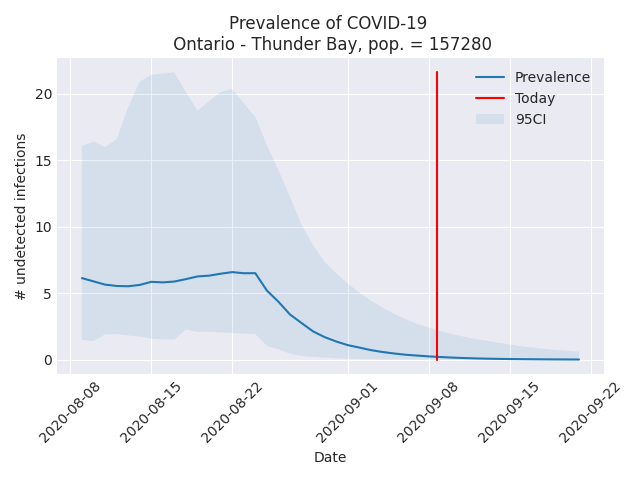 Prevalence of COVID-19
Ontario - Thunder Bay, pop. = 157280
# undetected infections
20
15
10
5
0
Prevalence
Today
95CI
2020-08-08
2020-08-15
2020-08-22
2020-09-01
2020-09-08
2020-09-15
2020-09-22
Date